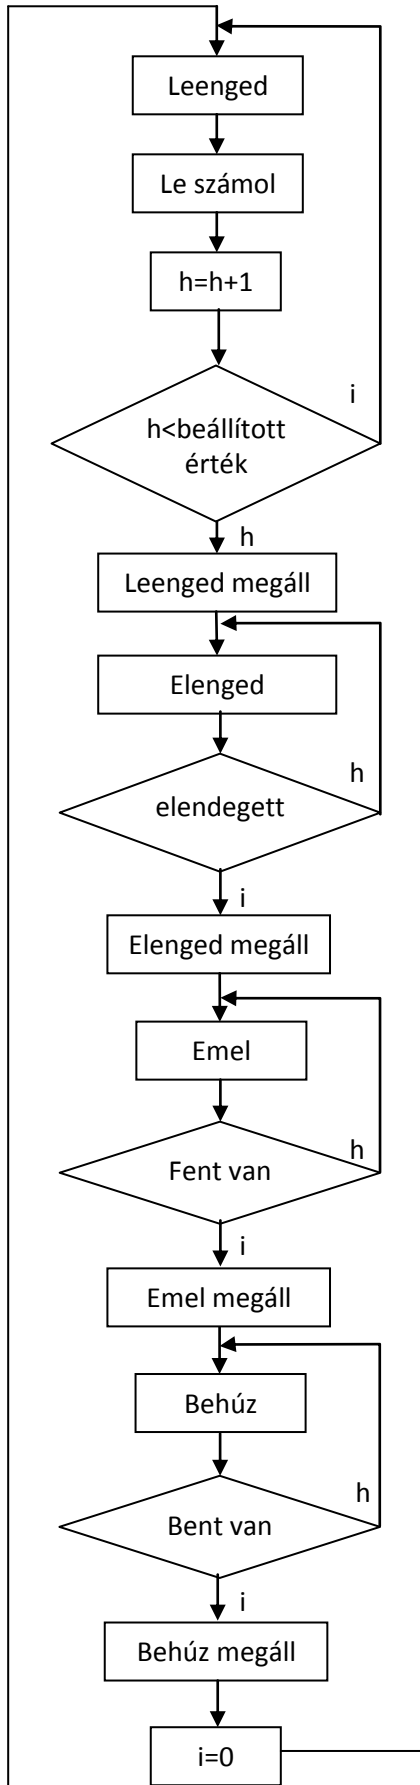 Leenged
Le számol
h=h+1
i
h<beállított
érték
h
Leenged megáll
Elenged
h
elendegett
i
Elenged megáll
Emel
h
Fent van
i
Emel megáll
Behúz
h
Bent van
i
Behúz megáll
i=0